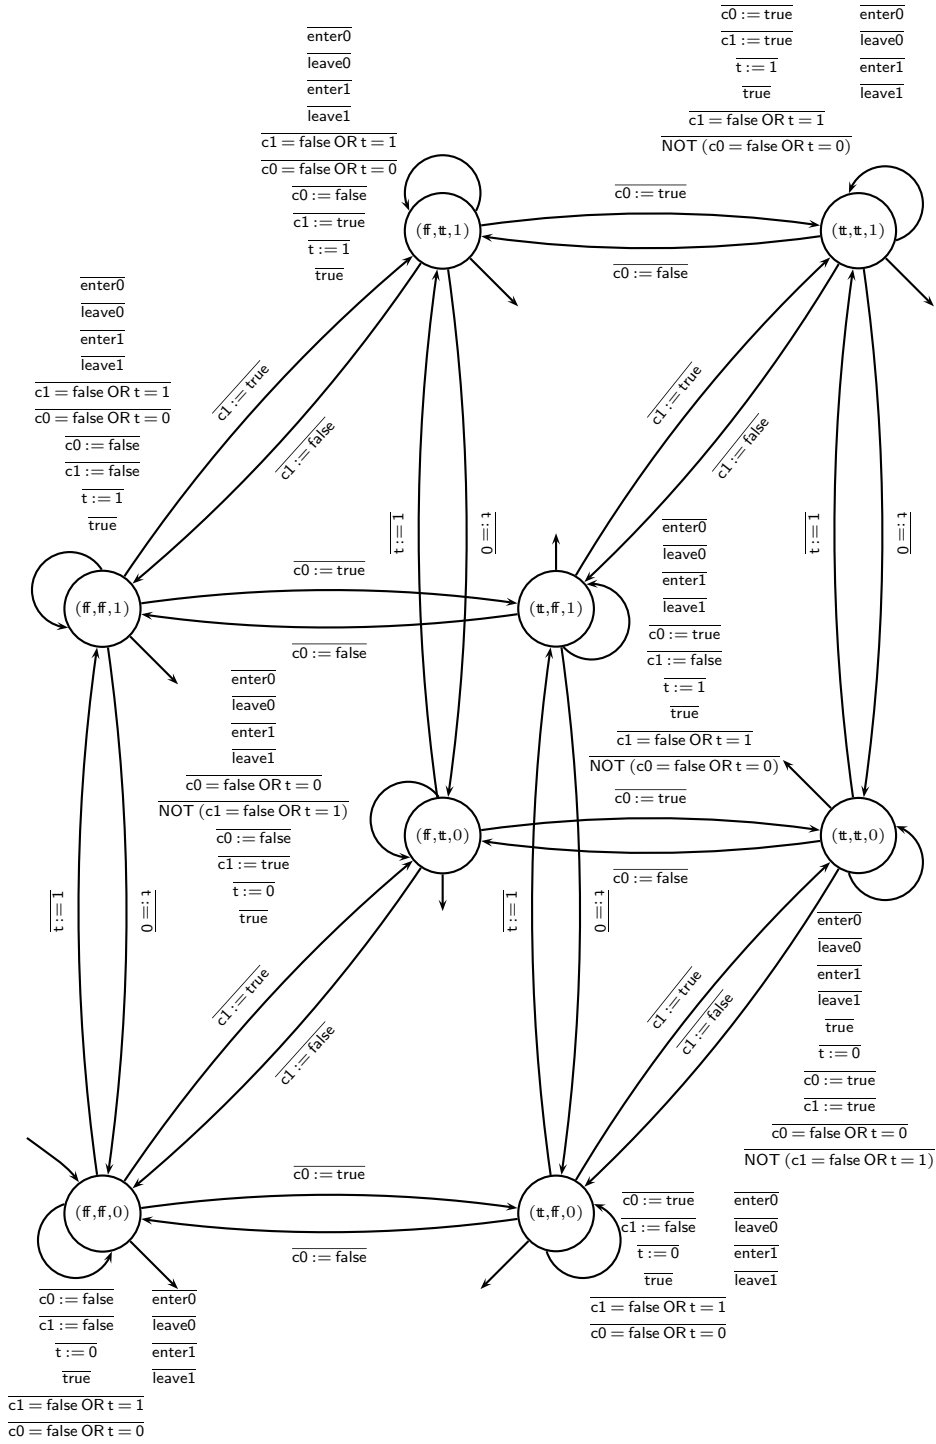 enter0
leave0
enter1
leave1
c1 = false OR t = 1
c0 = false OR t = 0
c0 := false
c1 := true
t := 1
true
c0 := true
c1 := true
t := 1
true
c1 = false OR t = 1
NOT (c0 = false OR t = 0)
enter0
leave0
enter1
leave1
(ff,tt,1)
c0 := true
c0 := false
(tt,tt,1)
enter0
leave0
enter1
leave1
c1 = false OR t = 1
c0 = false OR t = 0
c0 := false
c1 := false
t := 1
true
c1 := true
c1 := false
c1 := true
c1 := false
t := 1
t := 0
t := 1
t := 0
(ff,ff,1)
c0 := true
c0 := false
(tt,ff,1)
enter0
leave0
enter1
leave1
c0 := true
c1 := false
t := 1
true
c1 = false OR t = 1
NOT (c0 = false OR t = 0)
enter0
leave0
enter1
leave1
c0 = false OR t = 0
NOT (c1 = false OR t = 1)
c0 := false
c1 := true
t := 0
true
(ff,tt,0)
c0 := true
c0 := false
(tt,tt,0)
t := 1
t := 0
t := 1
t := 0
enter0
leave0
enter1
leave1
true
t := 0
c0 := true
c1 := true
c0 = false OR t = 0
NOT (c1 = false OR t = 1)
c1 := true
c1 := false
c1 := true
c1 := false
(ff,ff,0)
c0 := true
c0 := false
(tt,ff,0)
c0 := true
c1 := false
t := 0
true
c1 = false OR t = 1
c0 = false OR t = 0
enter0
leave0
enter1
leave1
c0 := false
c1 := false
t := 0
true
c1 = false OR t = 1
c0 = false OR t = 0
enter0
leave0
enter1
leave1